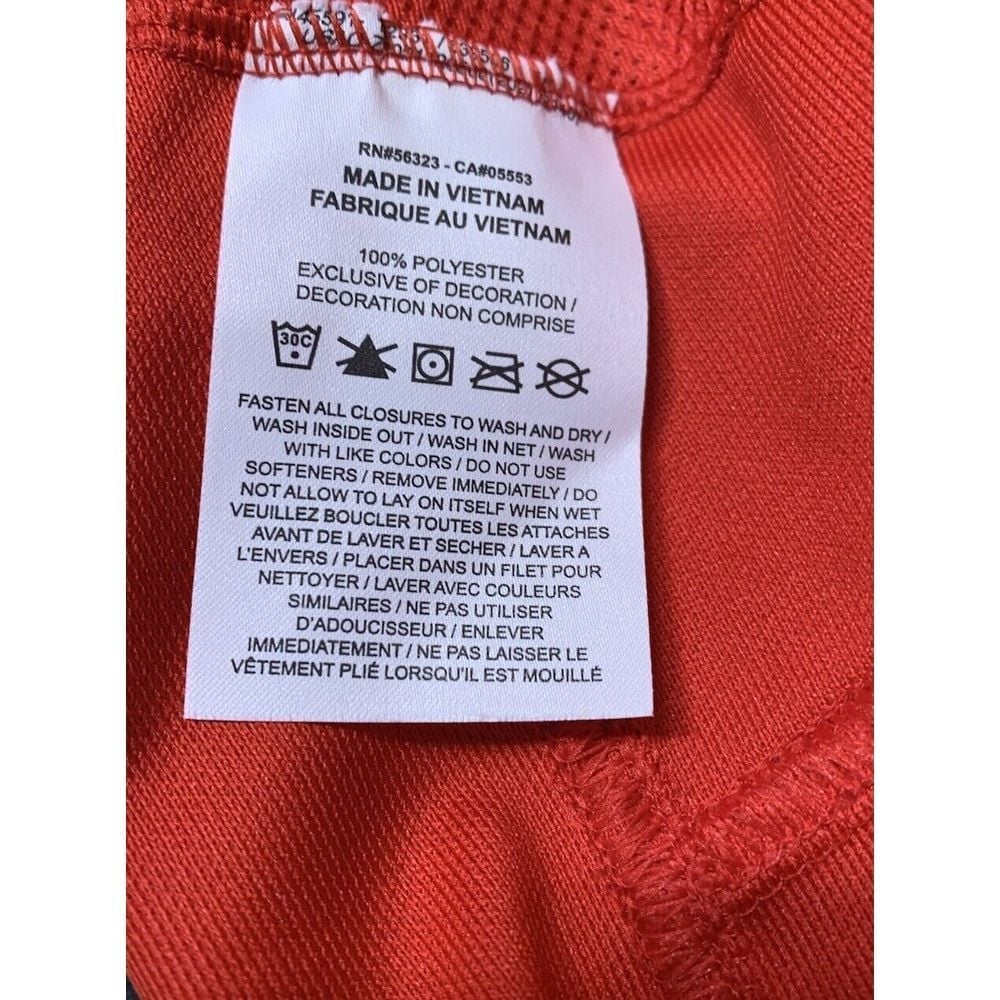 RN#56323 - CA#05553
MADE IN VIETNAM
FABRIQUE AU VIETNAM
100% POLYESTER
EXCLUSIVE OF DECORATION /
DECORATION NON COMPRISE
30C
FASTEN ALL CLOSURES TO WASH AND DRY /
WASH INSIDE OUT / WASH IN NET / WASH
WITH LIKE COLORS / DO NOT USE
SOFTENERS / REMOVE IMMEDIATELY / DO
NOT ALLOW TO LAY ON ITSELF WHEN WET
VEUILLEZ BOUCLER TOUTES LES ATTACHES
AVANT DE LAVER ET SECHER / LAVER A
L'ENVERS / PLACER DANS UN FILET POUR
NETTOYER / LAVER AVEC COULEURS
SIMILAIRES / NE PAS UTILISER
D'ADOUCISSEUR / ENLEVER
IMMEDIATEMENT / NE PAS LAISSER LE
VÊTEMENT PLIÉ LORSQU'IL EST MOUILLÉ